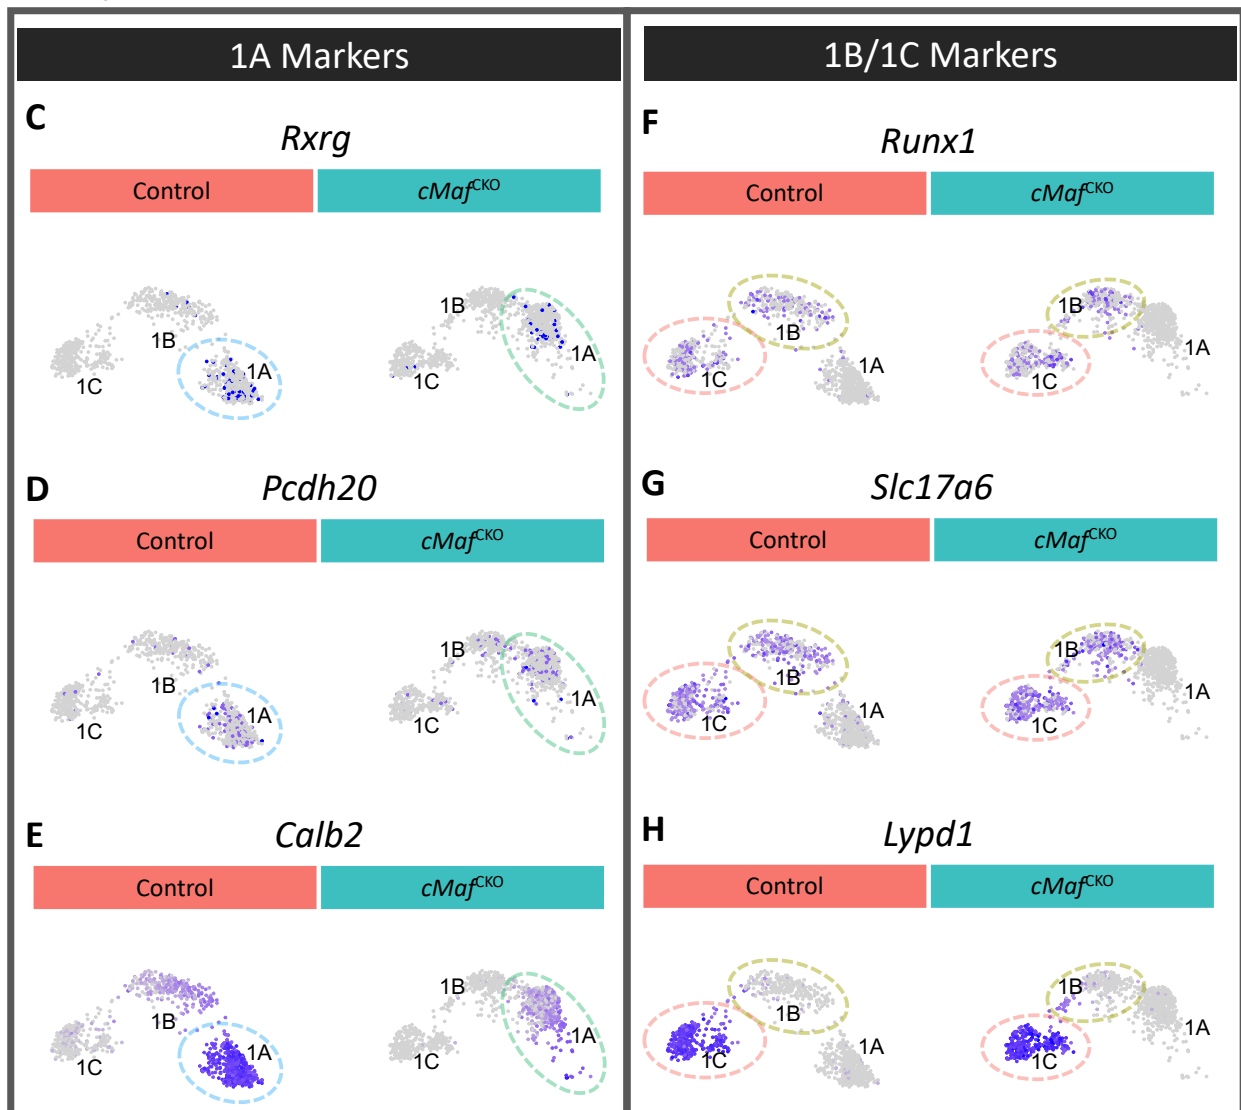 1A Markers
C
Rxrg
Control
cMafCKO
1B
1C
1A
1B
1C
1A
D
Pcdh20
Control
cMafCKO
1B
1C
1A
1B
1C
1A
E
Calb2
Control
cMafCKO
1B
1C
1A
1B
1C
1A
1B/1C Markers
F
Runx1
Control
cMafCKO
1B
1C
1A
1B
1C
1A
G
Slc17a6
Control
cMafCKO
1B
1C
1A
1B
1C
1A
H
Lypd1
Control
cMafCKO
1B
1C
1A
1B
1C
1A